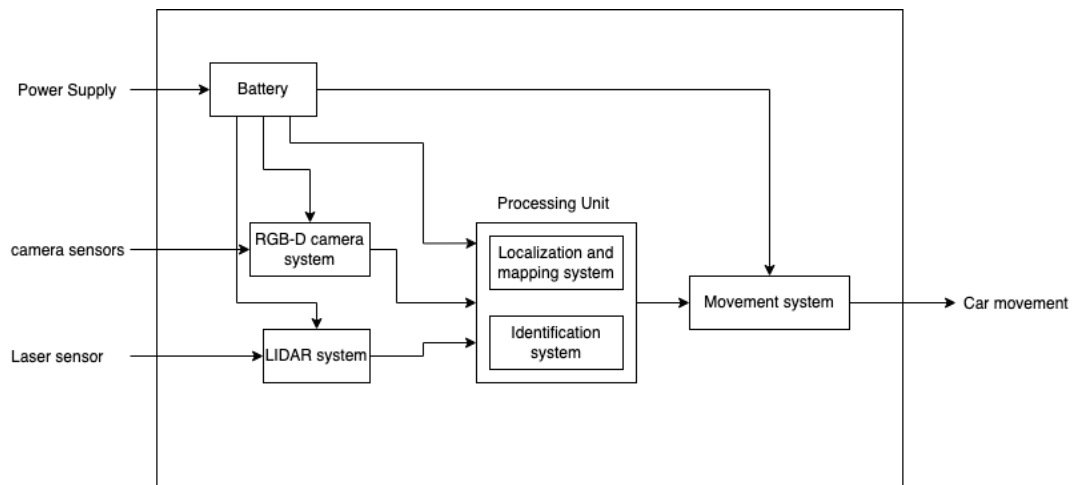 Power Supply
Battery
Processing Unit
camera sensors
RGB-D camera
system
Localization and
mapping system
Movement system
Car movement
Laser sensor
LIDAR system
Identification
system